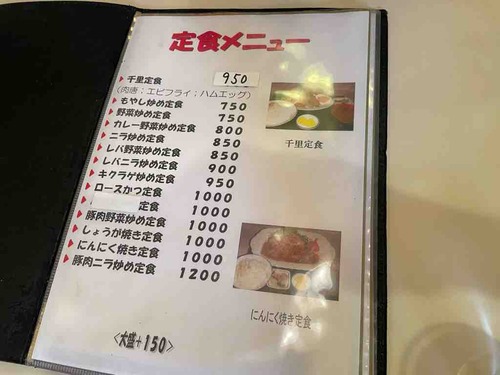 定食メニュー
千里定食 950
(肉唐;エビフライ;ハムエッグ)
もやし炒め定食 750
野菜炒め定食 750
カレー野菜炒め定食 800
ニラ炒め定食 850
レバ野菜炒め定食 850
レバニラ炒め定食 900
キクラゲ炒め定食 950
ロースかつ定食 1000
定食 1000
豚肉野菜炒め定食 1000
しょうが焼き定食 1000
にんにく焼き定食 1000
豚肉ニラ炒め定食 1200
<大盛+150>
千里定食
にんにく焼き定食